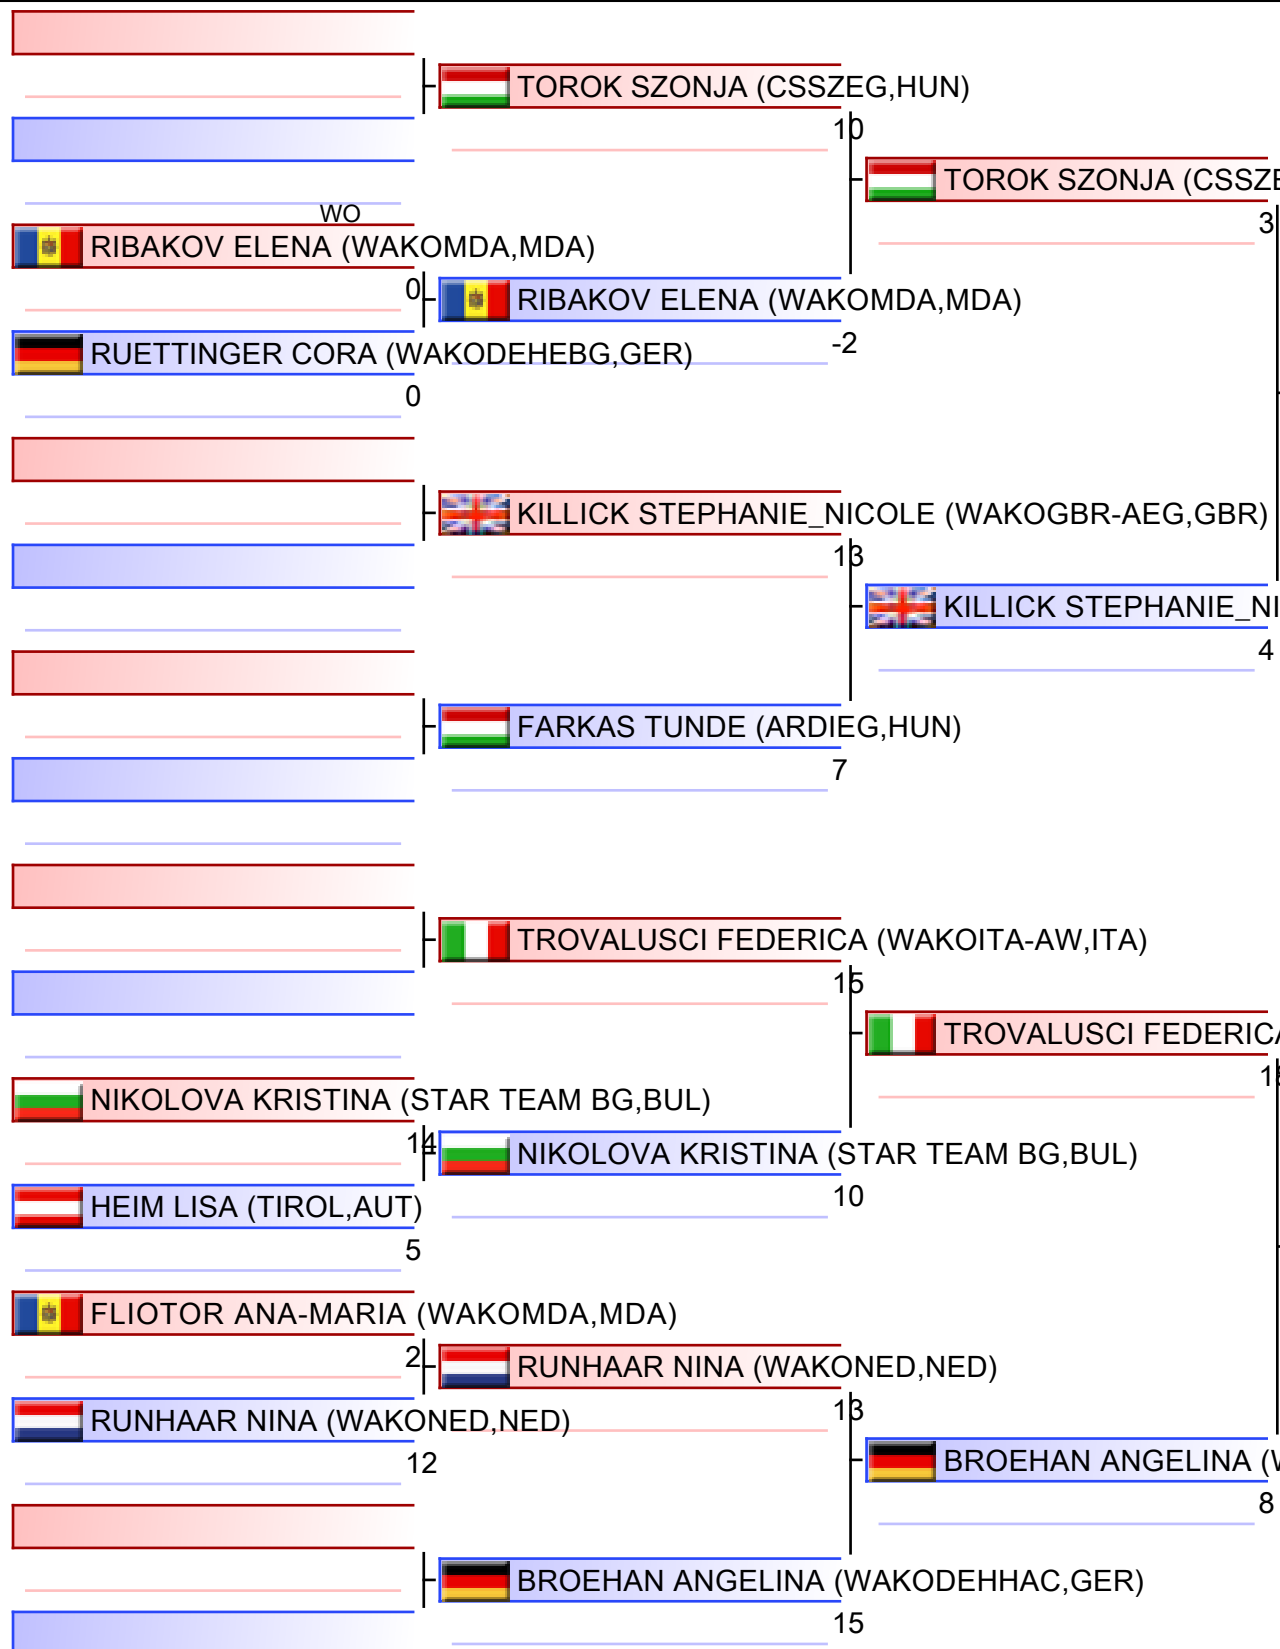 TOROK SZONJA (CSSZEG,HUN)
10
TOROK SZONJA (CSSZE
3
WO
RIBAKOV ELENA (WAKOMDA,MDA)
0
RIBAKOV ELENA (WAKOMDA,MDA)
-2
RUETTINGER CORA (WAKODEHEBG,GER)
0
KILLICK STEPHANIE_NICOLE (WAKOGBR-AEG,GBR)
13
KILLICK STEPHANIE_NI
4
FARKAS TUNDE (ARDIEG,HUN)
7
TROVALUSCI FEDERICA (WAKOITA-AW,ITA)
15
TROVALUSCI FEDERICA
NIKOLOVA KRISTINA (STAR TEAM BG,BUL)
14
NIKOLOVA KRISTINA (STAR TEAM BG,BUL)
10
HEIM LISA (TIROL,AUT)
5
FLIOTOR ANA-MARIA (WAKOMDA,MDA)
2
RUNHAAR NINA (WAKONED,NED)
13
RUNHAAR NINA (WAKONED,NED)
12
BROEHAN ANGELINA (W
8
BROEHAN ANGELINA (WAKODEHHAC,GER)
15